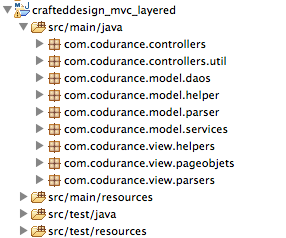 crafteddesign_mvc_layered
src/main/java
com.codurance.controllers
com.codurance.controllers.util
com.codurance.model.daos
com.codurance.model.helper
com.codurance.model.parser
com.codurance.model.services
com.codurance.view.helpers
com.codurance.view.pageobjets
com.codurance.view.parsers
src/main/resources
src/test/java
src/test/resources